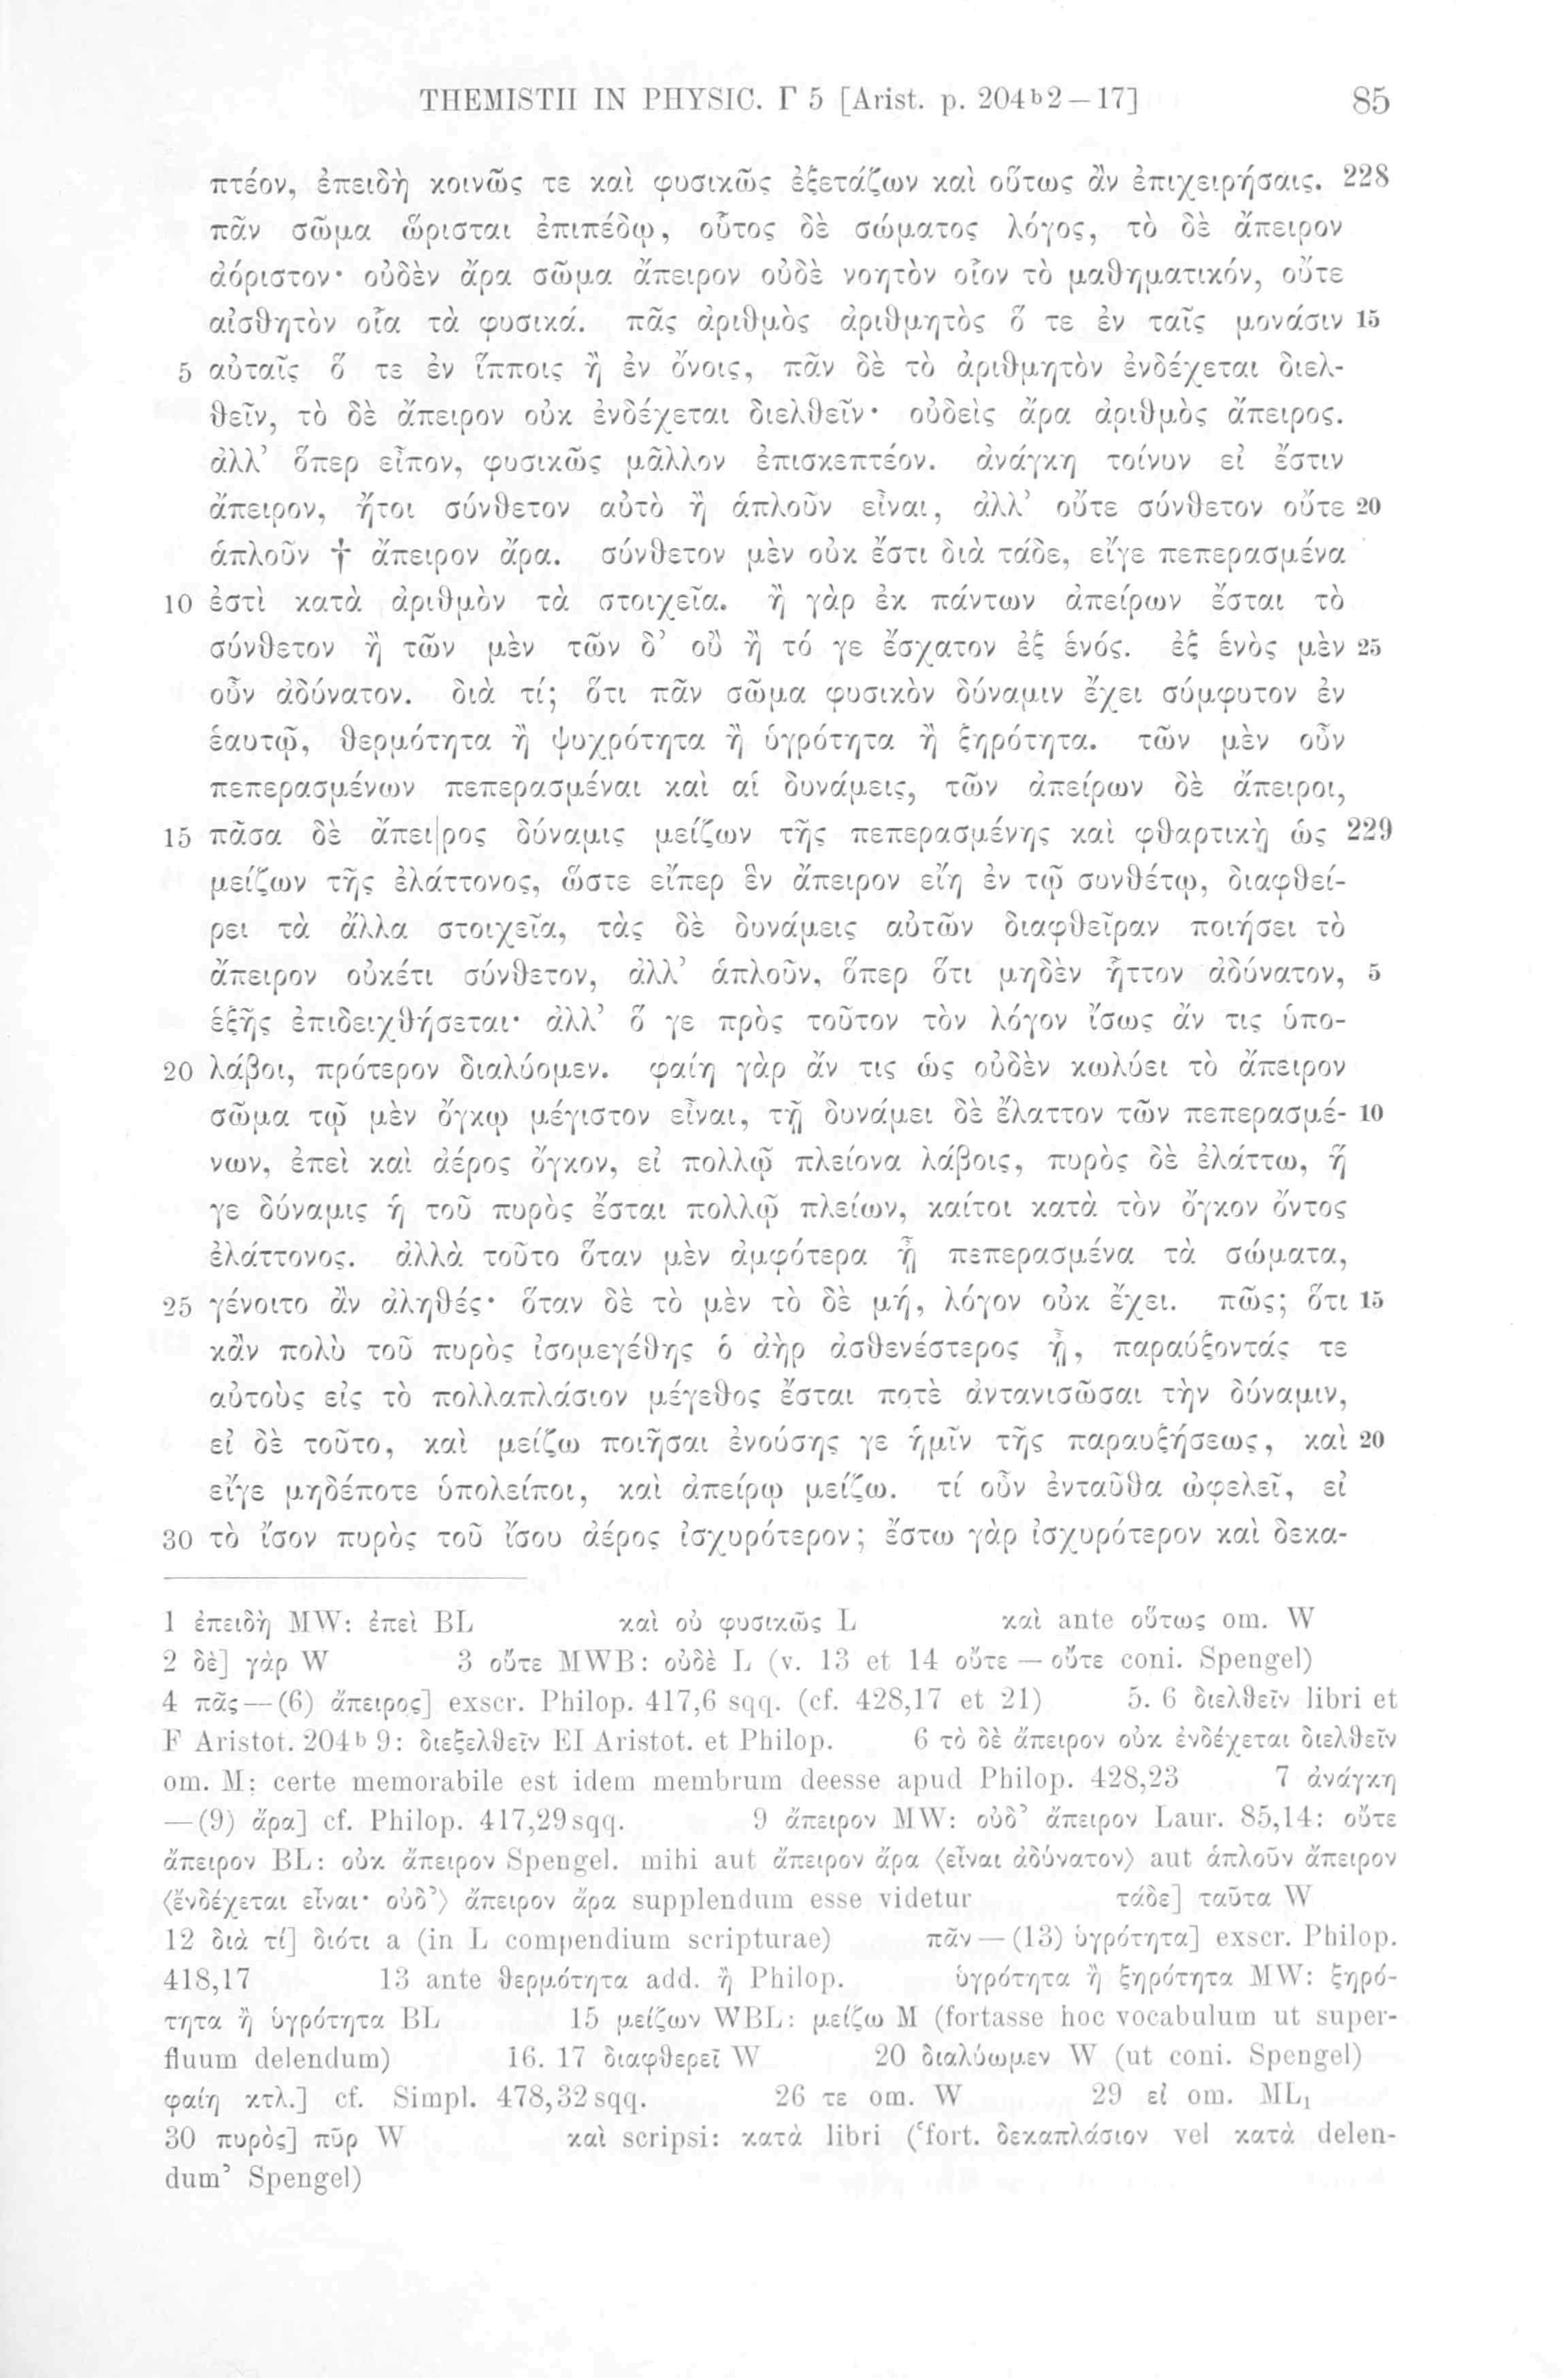 THEMISTII IN PHYSIC. Γ 5 [Arist. p. 204ᵇ2—17] 85
πτέον, ἐπειδὴ κοινῶς τε καὶ φυσικῶς ἐξετάζων καὶ οὕτως ἂν ἐπιχειρήσαις. 228
πᾶν σῶμα ὥρισται ἐπιπέδῳ, οὗτος δὲ σώματος λόγος, τὸ δὲ ἄπειρον
ἀόριστον· οὐδὲν ἄρα σῶμα ἄπειρον οὐδὲ νοητὸν οἷον τὸ μαθηματικόν, οὔτε
αἰσθητὸν οἷα τὰ φυσικά. πᾶς ἀριθμὸς ἀριθμητὸς ὅ τε ἐν ταῖς μονάσιν 15
5 αὐταῖς ὅ τε ἐν ἵπποις ἢ ἐν ὄνοις, πᾶν δὲ τὸ ἀριθμητὸν ἐνδέχεται διελ-
θεῖν, τὸ δὲ ἄπειρον οὐκ ἐνδέχεται διελθεῖν· οὐδεὶς ἄρα ἀριθμὸς ἄπειρος.
ἀλλ’ ὅπερ εἶπον, φυσικῶς μᾶλλον ἐπισκεπτέον. ἀνάγκη τοίνυν εἰ ἔστιν
ἄπειρον, ἤτοι σύνθετον αὐτὸ ἢ ἁπλοῦν εἶναι, ἀλλ’ οὔτε σύνθετον οὔτε 20
ἁπλοῦν † ἄπειρον ἄρα. σύνθετον μὲν οὐκ ἔστι διὰ τάδε, εἴγε πεπερασμένα
10 ἐστὶ κατὰ ἀριθμὸν τὰ στοιχεῖα. ἢ γὰρ ἐκ πάντων ἀπείρων ἔσται τὸ
σύνθετον ἢ τῶν μὲν τῶν δ’ οὒ ἢ τό γε ἔσχατον ἐξ ἑνός. ἐξ ἑνὸς μὲν 25
οὖν ἀδύνατον. διὰ τί; ὅτι πᾶν σῶμα φυσικὸν δύναμιν ἔχει σύμφυτον ἐν
ἑαυτῷ, θερμότητα ἢ ψυχρότητα ἢ ὑγρότητα ἢ ξηρότητα. τῶν μὲν οὖν
πεπερασμένων πεπερασμέναι καὶ αἱ δυνάμεις, τῶν ἀπείρων δὲ ἄπειροι,
15 πᾶσα δὲ ἄπει|ρος δύναμις μείζων τῆς πεπερασμένης καὶ φθαρτικὴ ὡς 229
μείζων τῆς ἐλάττονος, ὥστε εἴπερ ἓν ἄπειρον εἴη ἐν τῷ συνθέτῳ, διαφθεί-
ρει τὰ ἄλλα στοιχεῖα, τὰς δὲ δυνάμεις αὐτῶν διαφθεῖραν ποιήσει τὸ
ἄπειρον οὐκέτι σύνθετον, ἀλλ’ ἁπλοῦν, ὅπερ ὅτι μηδὲν ἧττον ἀδύνατον, 5
ἑξῆς ἐπιδειχθήσεται· ἀλλ’ ὅ γε πρὸς τοῦτον τὸν λόγον ἴσως ἄν τις ὑπο-
20 λάβοι, πρότερον διαλύομεν. φαίη γὰρ ἄν τις ὡς οὐδὲν κωλύει τὸ ἄπειρον
σῶμα τῷ μὲν ὄγκῳ μέγιστον εἶναι, τῇ δυνάμει δὲ ἔλαττον τῶν πεπερασμέ- 10
νων, ἐπεὶ καὶ ἀέρος ὄγκον, εἰ πολλῷ πλείονα λάβοις, πυρὸς δὲ ἐλάττω, ἥ
γε δύναμις ἡ τοῦ πυρὸς ἔσται πολλῷ πλείων, καίτοι κατὰ τὸν ὄγκον ὄντος
ἐλάττονος. ἀλλὰ τοῦτο ὅταν μὲν ἀμφότερα ᾖ πεπερασμένα τὰ σώματα,
25 γένοιτο ἂν ἀληθές· ὅταν δὲ τὸ μὲν τὸ δὲ μή, λόγον οὐκ ἔχει. πῶς; ὅτι 15
κἂν πολὺ τοῦ πυρὸς ἰσομεγέθης ὁ ἀὴρ ἀσθενέστερος ᾖ, παραύξοντάς τε
αὐτοὺς εἰς τὸ πολλαπλάσιον μέγεθος ἔσται ποτὲ ἀντανισῶσαι τὴν δύναμιν,
εἰ δὲ τοῦτο, καὶ μείζω ποιῆσαι ἐνούσης γε ἡμῖν τῆς παραυξήσεως, καὶ 20
εἴγε μηδέποτε ὑπολείποι, καὶ ἀπείρῳ μείζω. τί οὖν ἐνταῦθα ὠφελεῖ, εἰ
30 τὸ ἴσον πυρὸς τοῦ ἴσου ἀέρος ἰσχυρότερον; ἔστω γὰρ ἰσχυρότερον καὶ δεκα-
1 ἐπειδὴ MW: ἐπεὶ BL καὶ οὐ φυσικῶς L καὶ ante οὕτως om. W
2 δὲ] γὰρ W 3 οὔτε MWB: οὐδὲ L (v. 13 et 14 οὔτε — οὔτε coni. Spengel)
4 πᾶς — (6) ἄπειρος] exscr. Philop. 417,6 sqq. (cf. 428,17 et 21) 5. 6 διελθεῖν libri et
F Aristot. 204ᵇ 9: διεξελθεῖν EI Aristot. et Philop. 6 τὸ δὲ ἄπειρον οὐκ ἐνδέχεται διελθεῖν
om. M; certe memorabile est idem membrum deesse apud Philop. 428,23 7 ἀνάγκη
— (9) ἄρα] cf. Philop. 417,29 sqq. 9 ἄπειρον MW: οὐδ’ ἄπειρον Laur. 85,14: οὔτε
ἄπειρον BL: οὐκ ἄπειρον Spengel. mihi aut ἄπειρον ἄρα ⟨εἶναι ἀδύνατον⟩ aut ἁπλοῦν ἄπειρον
⟨ἐνδέχεται εἶναι· οὐδ’⟩ ἄπειρον ἄρα supplendum esse videtur τάδε] ταῦτα W
12 διὰ τί] διότι a (in L compendium scripturae) πᾶν — (13) ὑγρότητα] exscr. Philop.
418,17 13 ante θερμότητα add. ἢ Philop. ὑγρότητα ἢ ξηρότητα MW: ξηρό-
τητα ἢ ὑγρότητα BL 15 μείζων WBL: μείζω M (fortasse hoc vocabulum ut super-
fluum delendum) 16. 17 διαφθερεῖ W 20 διαλύωμεν W (ut coni. Spengel)
φαίη κτλ.] cf. Simpl. 478,32 sqq. 26 τε om. W 29 εἰ om. ML₁
30 πυρὸς] πῦρ W καὶ scripsi: κατὰ libri (‘fort. δεκαπλάσιον vel κατὰ delen-
dum’ Spengel)